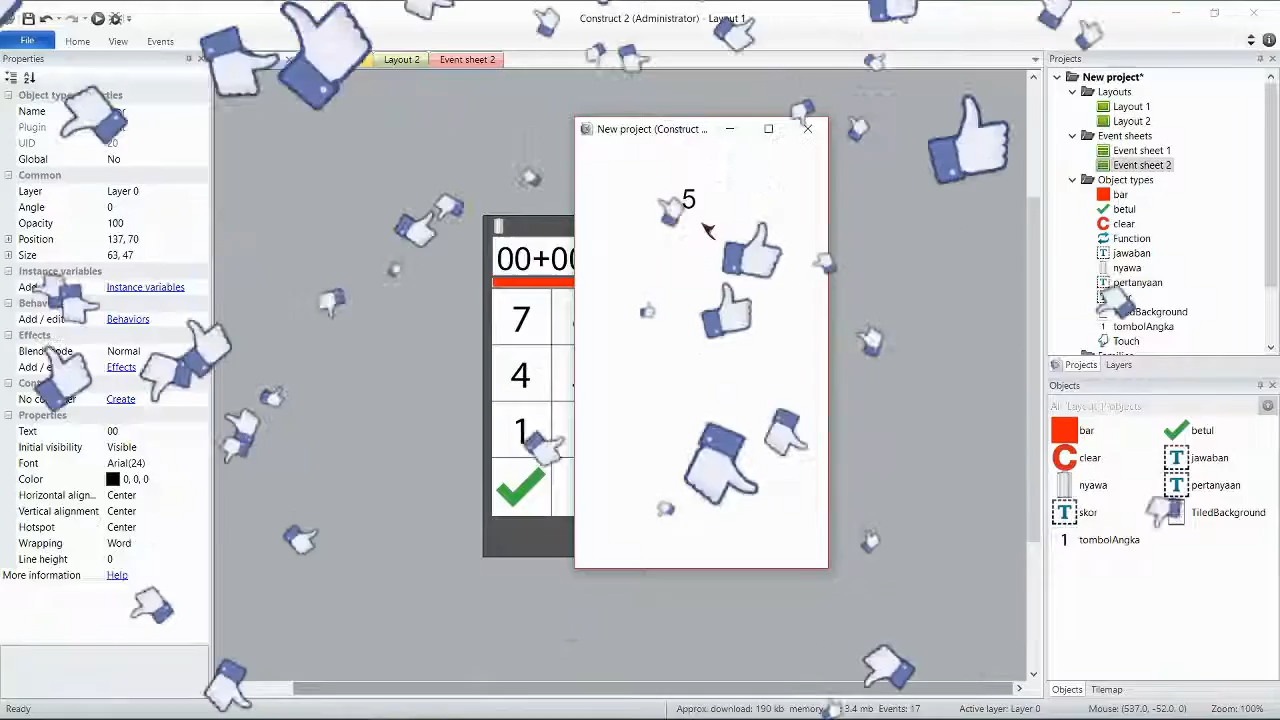 Construct 2 (Administrator) - Layout 1
File
Home
View
Events
Properties
Layout 2
Event sheet 2
Name
Plugin
UID
Global No
Common
Layer Layer 0
Angle 0
Opacity 100
Position 137, 70
Size 63, 47
Instance variables
Instance variables
Behaviors
Effects
Normal
Effects
Create
Properties
Text 00
Initial visibility Visible
Font Arial(24)
Color 0, 0, 0
Horizontal align... Center
Vertical alignment Center
Hotspot Center
Wrapping Word
Line height 0
More information Help
00+00
7
4
1
New project (Construct ...
5
Projects
New project*
Layouts
Layout 1
Layout 2
Event sheets
Event sheet 1
Event sheet 2
Object types
bar
betul
clear
Function
jawaban
nyawa
pertanyaan
tombolAngka
Touch
Projects
Layers
Objects
All 'Layout 1' objects
bar
betul
clear
jawaban
nyawa
pertanyaan
skor
TiledBackground
1 tombolAngka
Objects
Tilemap
Ready
Approx. download: 190 kb
Events: 17
Active layer: Layer 0
Mouse: (537.0, -52.0, 0)
Zoom: 100%